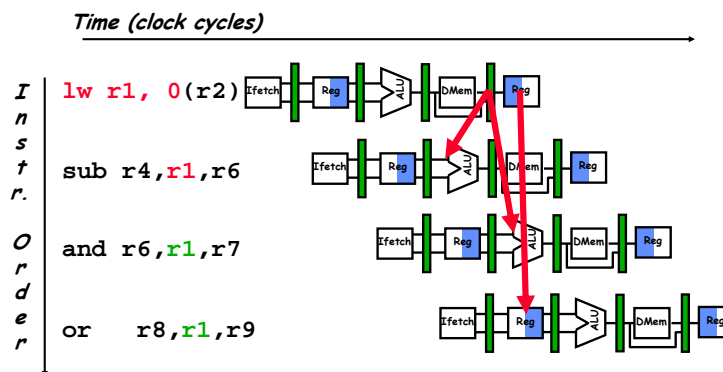 Time (clock cycles)
Instr. Order
lw r1, 0(r2)
Ifetch Reg ALU DMem Reg
sub r4,r1,r6
Ifetch Reg ALU DMem Reg
and r6,r1,r7
Ifetch Reg ALU DMem Reg
or r8,r1,r9
Ifetch Reg ALU DMem Reg